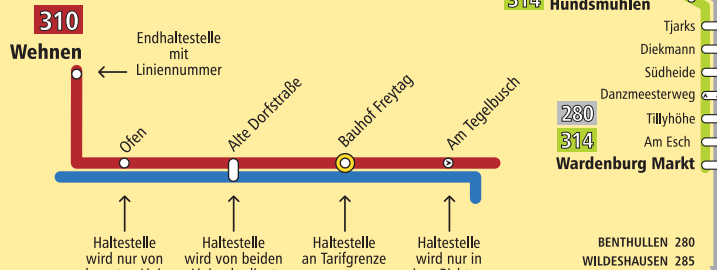 310
Wehnen
Endhaltestelle
mit
Liniennummer
Ofen
Alte Dorfstraße
Bauhof Freytag
Am Tegelbusch
Haltestelle
wird nur von
Haltestelle
wird von beiden
Haltestelle
an Tarifgrenze
Haltestelle
wird nur in
314
Hundsmühlen
Tjarks
Diekmann
Südheide
Danzmeesterweg
280
Tillyhöhe
314
Am Esch
Wardenburg Markt
BENTHULLEN 280
WILDESHAUSEN 285